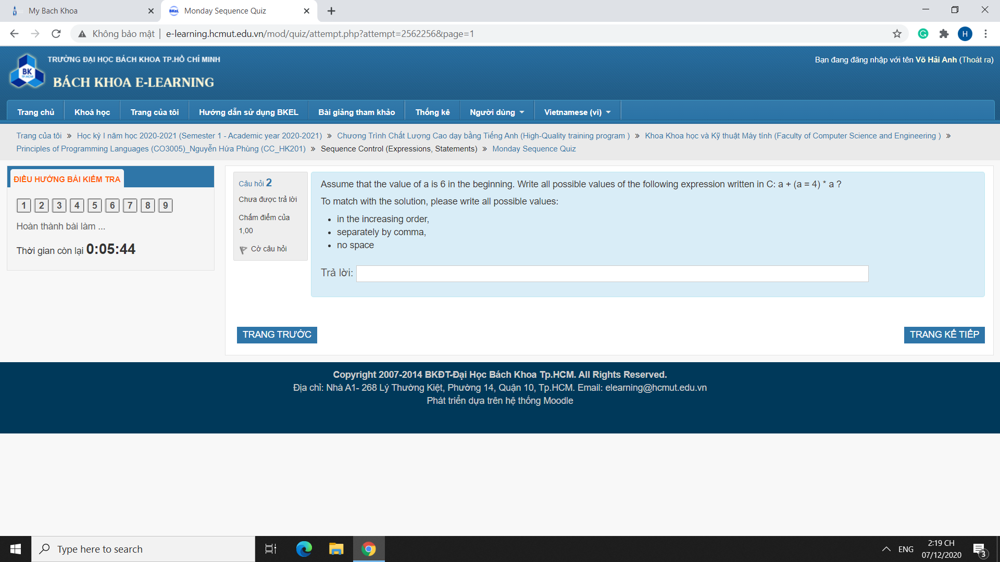 My Bach Khoa
BKeL Monday Sequence Quiz
Không bảo mật | e-learning.hcmut.edu.vn/mod/quiz/attempt.php?attempt=2562256&page=1
H
TRƯỜNG ĐẠI HỌC BÁCH KHOA TP.HỒ CHÍ MINH
Bạn đang đăng nhập với tên Võ Hải Anh (Thoát ra)
BK
TP.HCM
BÁCH KHOA E-LEARNING
Trang chủ Khoá học Trang của tôi Hướng dẫn sử dụng BKEL Bài giảng tham khảo Thống kê Người dùng Vietnamese (vi)
Trang của tôi » Học kỳ I năm học 2020-2021 (Semester 1 - Academic year 2020-2021) » Chương Trình Chất Lượng Cao dạy bằng Tiếng Anh (High-Quality training program ) » Khoa Khoa học và Kỹ thuật Máy tính (Faculty of Computer Science and Engineering ) »
Principles of Programming Languages (CO3005)_Nguyễn Hứa Phùng (CC_HK201) » Sequence Control (Expressions, Statements) » Monday Sequence Quiz
ĐIỀU HƯỚNG BÀI KIỂM TRA
1 2 3 4 5 6 7 8 9
Hoàn thành bài làm ...
Thời gian còn lại 0:05:44
Câu hỏi 2
Chưa được trả lời
Chấm điểm của
1,00
Cờ câu hỏi
Assume that the value of a is 6 in the beginning. Write all possible values of the following expression written in C: a + (a = 4) * a ?
To match with the solution, please write all possible values:
• in the increasing order,
• separately by comma,
• no space
Trả lời:
TRANG TRƯỚC
TRANG KẾ TIẾP
Copyright 2007-2014 BKĐT-Đại Học Bách Khoa Tp.HCM. All Rights Reserved.
Địa chỉ: Nhà A1- 268 Lý Thường Kiệt, Phường 14, Quận 10, Tp.HCM. Email: elearning@hcmut.edu.vn
Phát triển dựa trên hệ thống Moodle
Type here to search
ENG
2:19 CH
07/12/2020
3